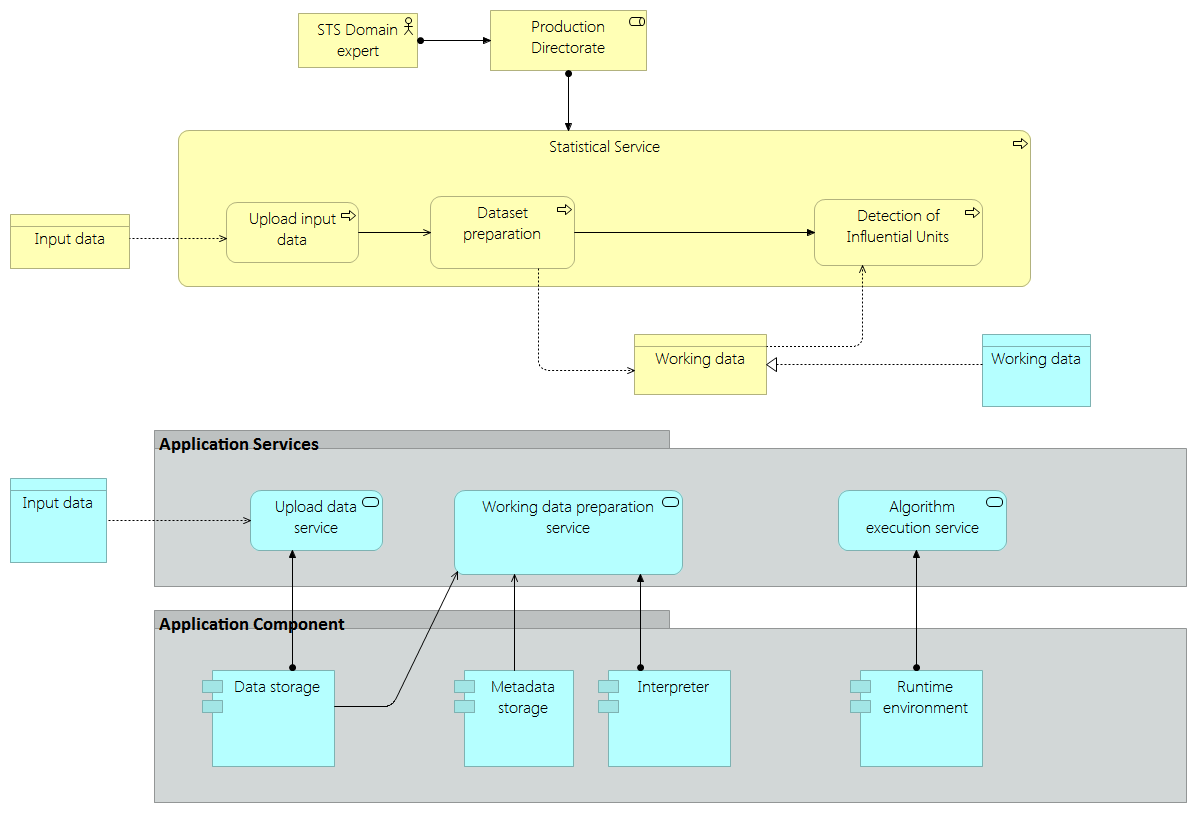 STS Domain
expert
Production
Directorate
Statistical Service
Upload input
data
Dataset
preparation
Detection of
Influential Units
Input data
Working data
Working data
Application Services
Input data
Upload data
service
Working data preparation
service
Algorithm
execution service
Application Component
Data storage
Metadata
storage
Interpreter
Runtime
environment